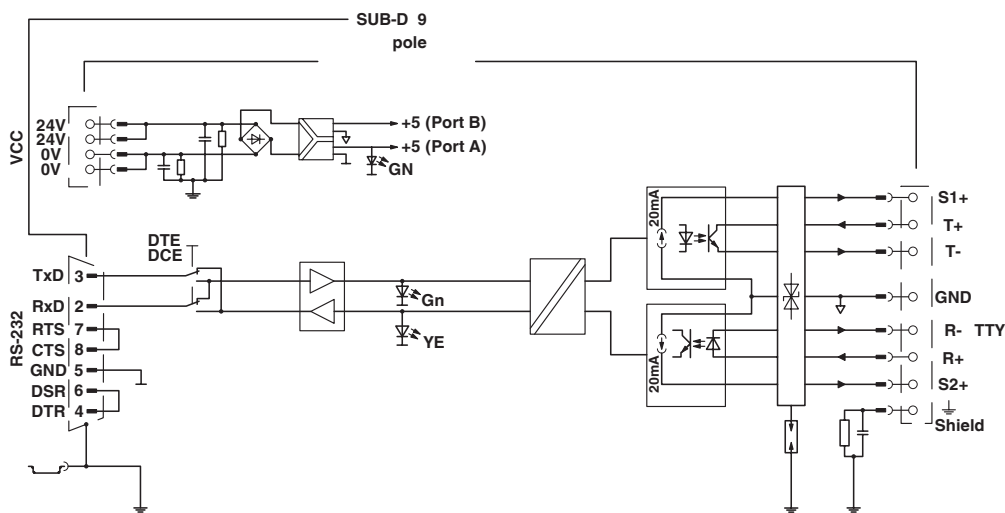 SUB-D 9
pole
VCC
24V
24V
0V
0V
+5 (Port B)
+5 (Port A)
GN
DTE
DCE
RS-232
TxD 3
RxD 2
RTS 7
CTS 8
GND 5
DSR 6
DTR 4
Gn
YE
20mA
20mA
S1+
T+
T-
GND
R- TTY
R+
S2+
Shield